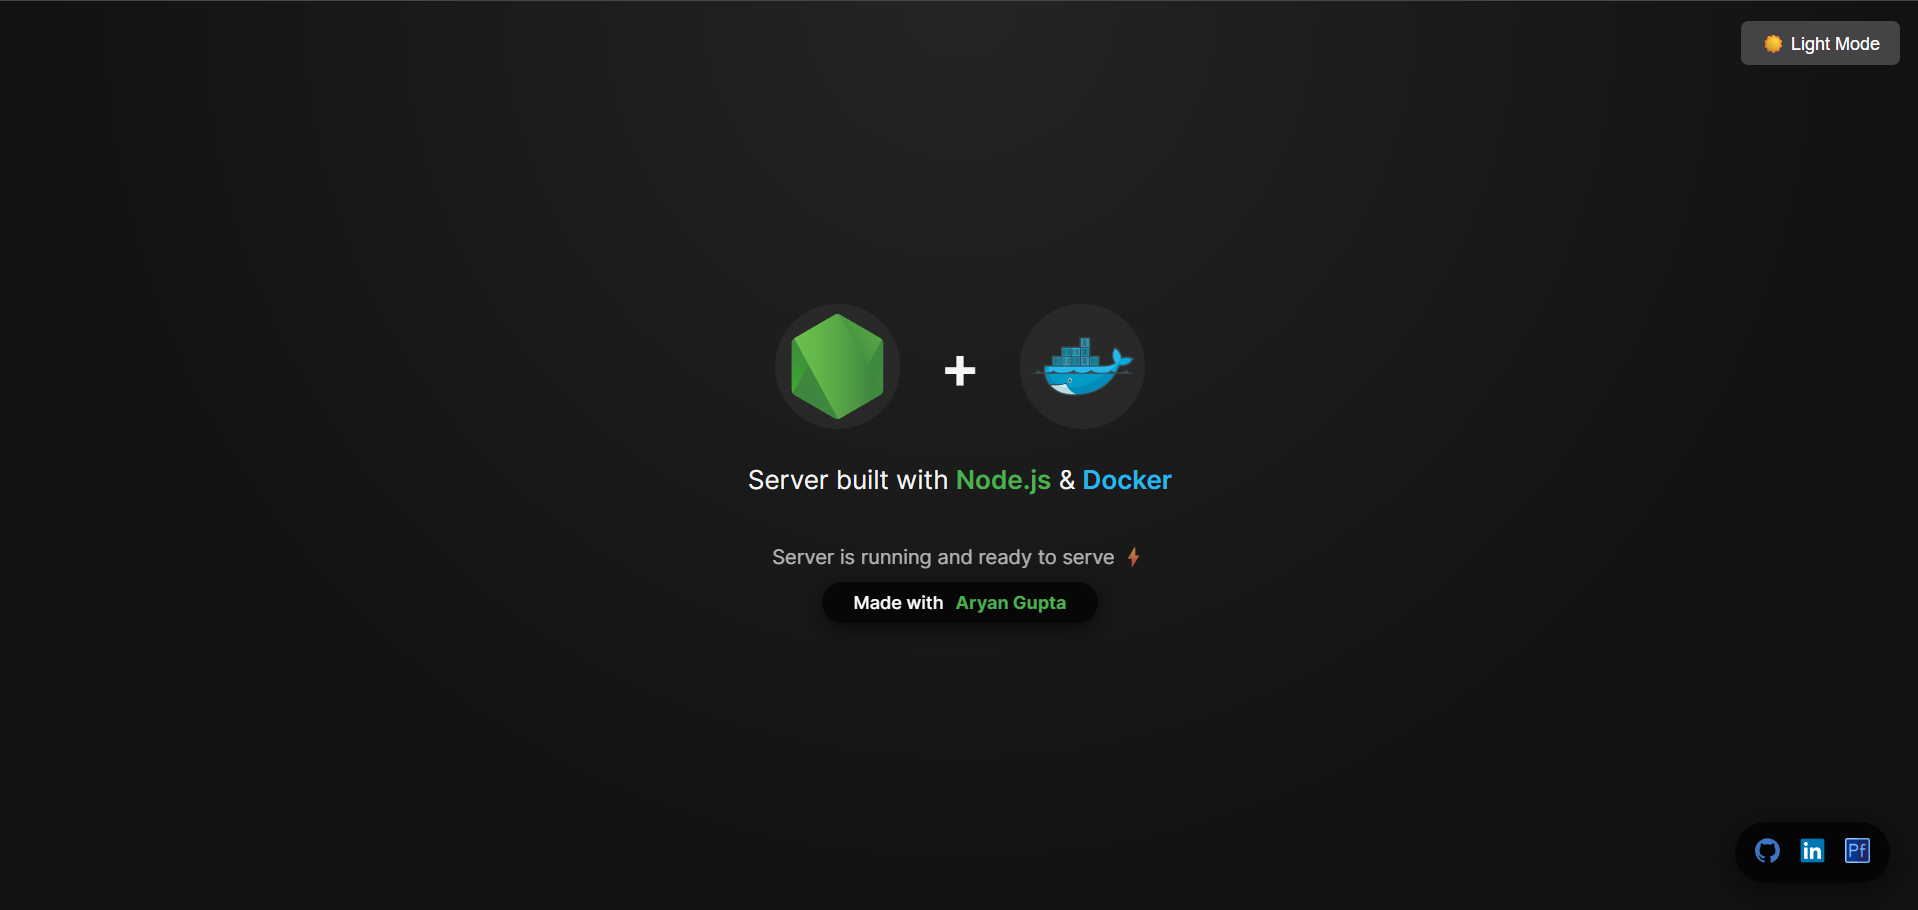 Light Mode
Server built with Node.js & Docker
Server is running and ready to serve
Made with Aryan Gupta
in Pf